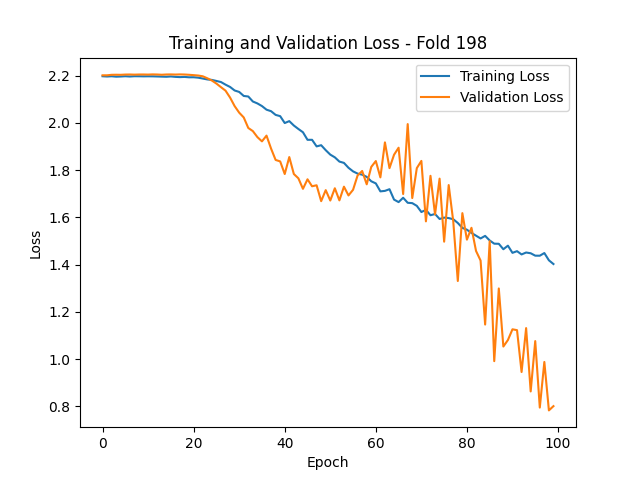 Training and Validation Loss - Fold 198
Training Loss
Validation Loss
2.2
2.0
1.8
1.6
1.4
1.2
1.0
0.8
Loss
0 20 40 60 80 100
Epoch